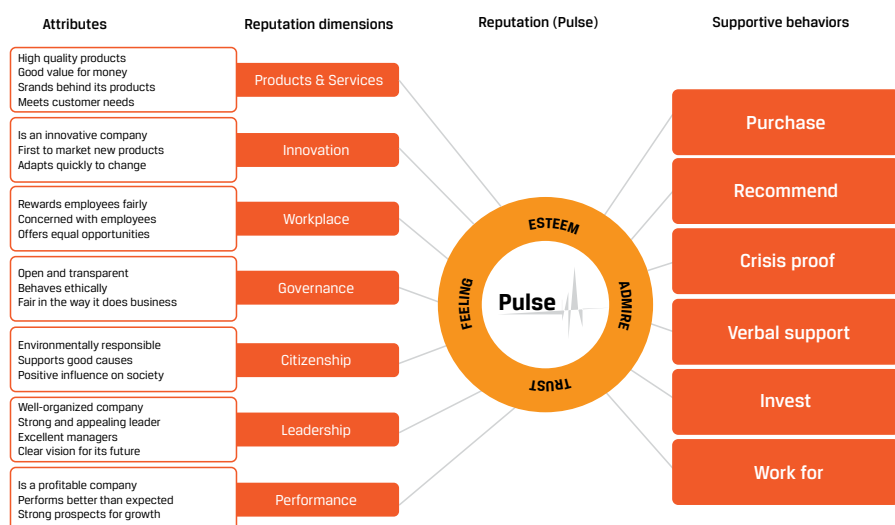 Attributes
Reputation dimensions
Reputation (Pulse)
Supportive behaviors
High quality products
Good value for money
Srands behind its products
Meets customer needs
Products & Services
Is an innovative company
First to market new products
Adapts quickly to change
Innovation
Rewards employees fairly
Concerned with employees
Offers equal opportunities
Workplace
Open and transparent
Behaves ethically
Fair in the way it does business
Governance
Environmentally responsible
Supports good causes
Positive influence on society
Citizenship
Well-organized company
Strong and appealing leader
Excellent managers
Clear vision for its future
Leadership
Is a profitable company
Performs better than expected
Strong prospects for growth
Performance
ESTEEM
FEELING
Pulse
ADMIRE
TRUST
Purchase
Recommend
Crisis proof
Verbal support
Invest
Work for